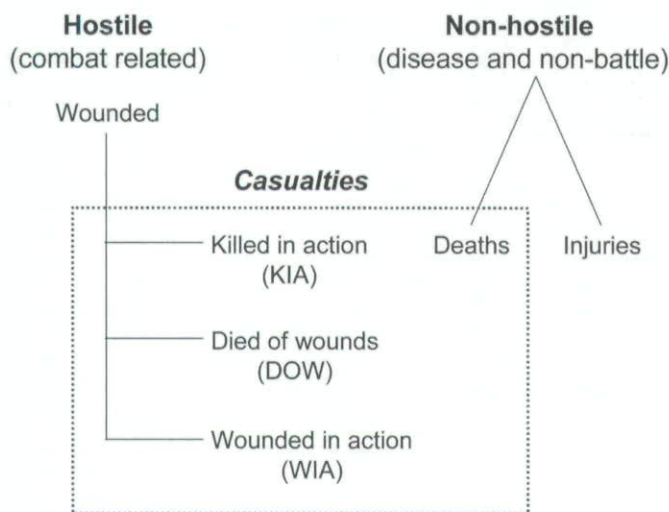 Hostile
(combat related)
Non-hostile
(disease and non-battle)
Wounded
Casualties
Killed in action
(KIA)
Deaths
Injuries
Died of wounds
(DOW)
Wounded in action
(WIA)